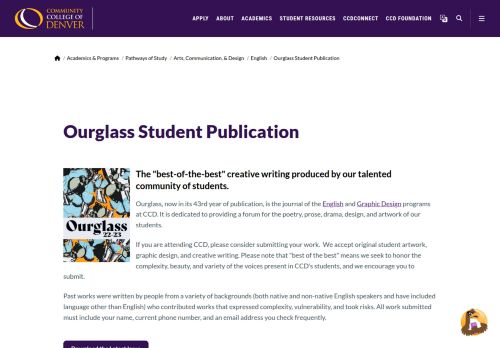 COMMUNITY
COLLEGE OF
DENVER
APPLY ABOUT ACADEMICS STUDENT RESOURCES CCDCONNECT CCD FOUNDATION
/ Academics & Programs / Pathways of Study / Arts, Communication, & Design / English / Ourglass Student Publication
Ourglass Student Publication
The "best-of-the-best" creative writing produced by our talented
community of students.
Ourglass, now in its 43rd year of publication, is the journal of the English and Graphic Design programs
at CCD. It is dedicated to providing a forum for the poetry, prose, drama, design, and artwork of our
students.
Ourglass
22-23
If you are attending CCD, please consider submitting your work. We accept original student artwork,
graphic design, and creative writing. Please note that "best of the best" means we seek to honor the
complexity, beauty, and variety of the voices present in CCD's students, and we encourage you to
submit.
Past works were written by people from a variety of backgrounds (both native and non-native English speakers and have included
language other than English) who contributed works that expressed complexity, vulnerability, and took risks. All work submitted
must include your name, current phone number, and an email address you check frequently.